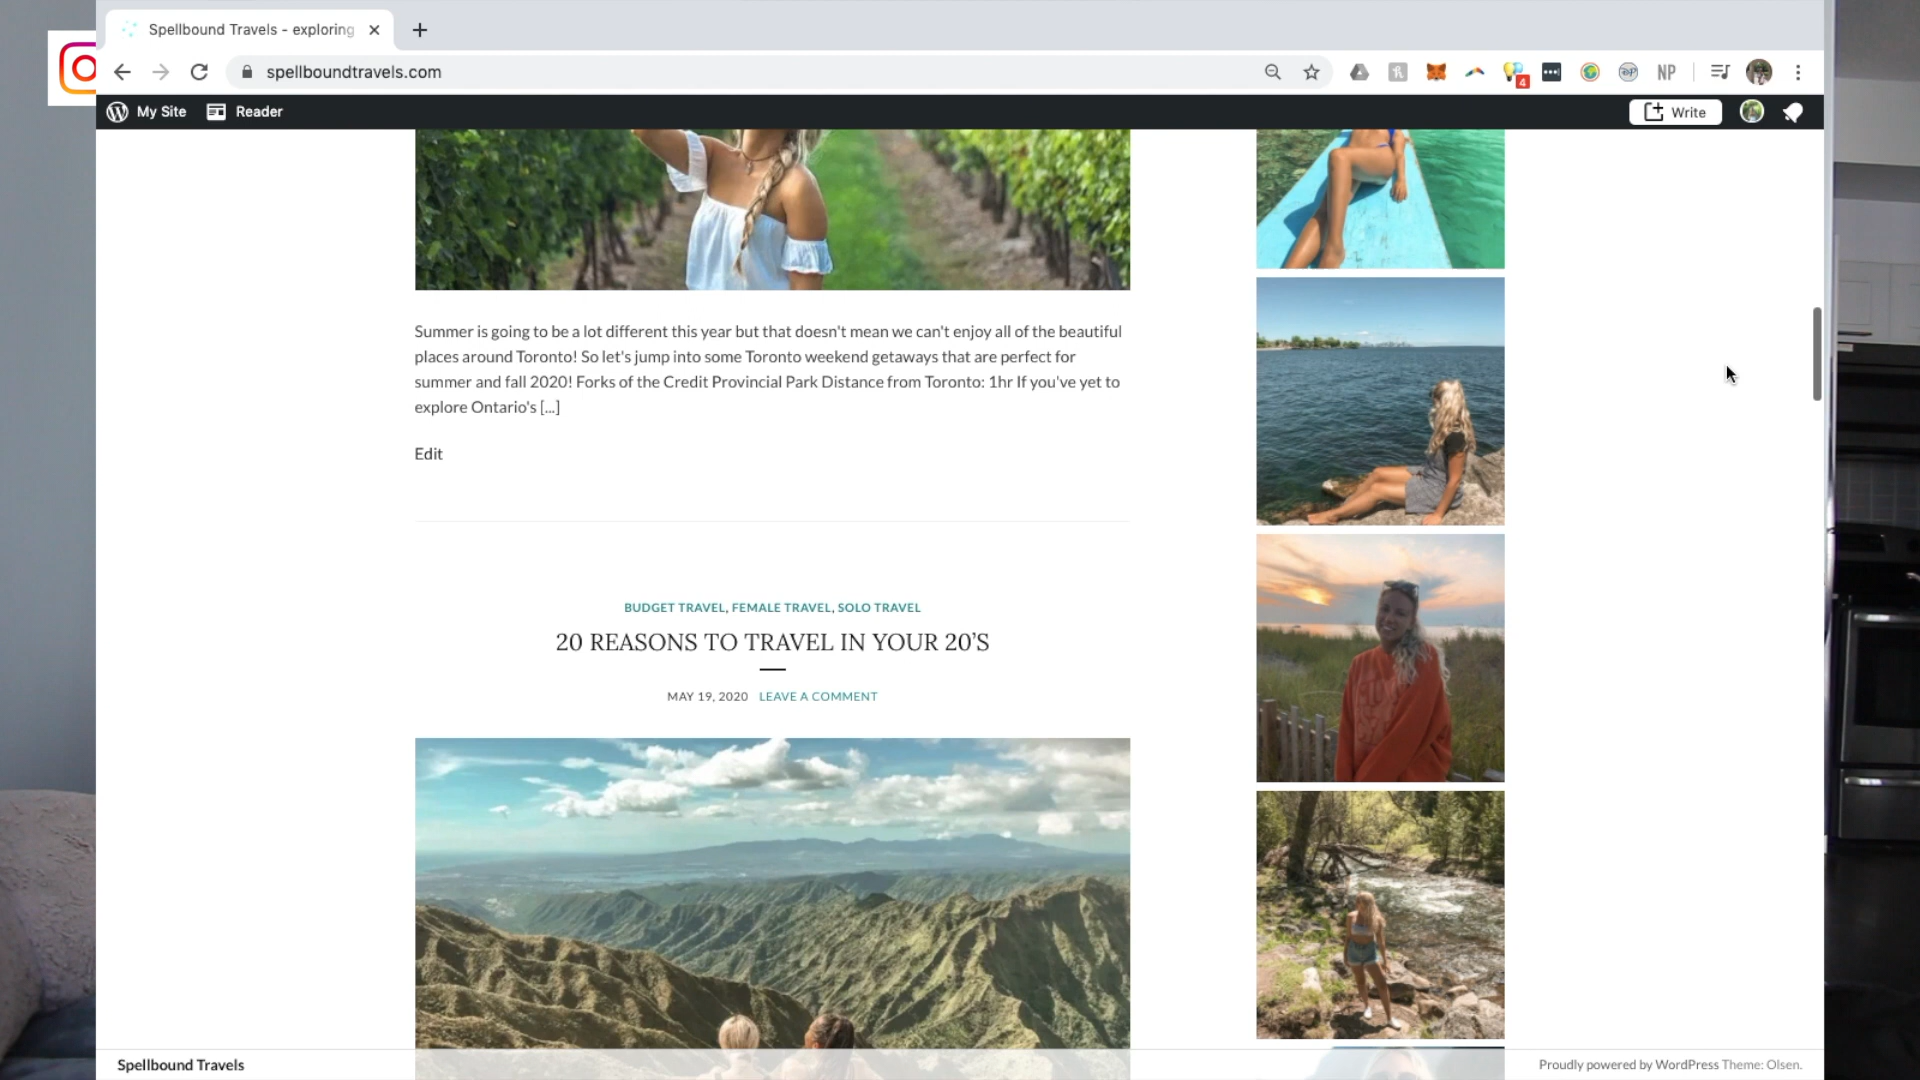 Spellbound Travels - exploring
spellboundtravels.com
4
NP
My Site
Reader
Write
Summer is going to be a lot different this year but that doesn't mean we can't enjoy all of the beautiful
places around Toronto! So let's jump into some Toronto weekend getaways that are perfect for
summer and fall 2020! Forks of the Credit Provincial Park Distance from Toronto: 1hr If you've yet to
explore Ontario's [...]
Edit
BUDGET TRAVEL, FEMALE TRAVEL, SOLO TRAVEL
20 REASONS TO TRAVEL IN YOUR 20'S
MAY 19, 2020 LEAVE A COMMENT
Spellbound Travels
Proudly powered by WordPress Theme: Olsen.